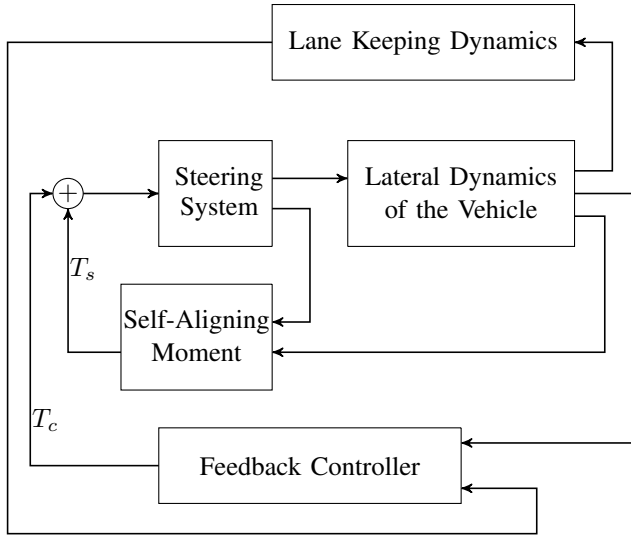 Lane Keeping Dynamics
Steering
System
Lateral Dynamics
of the Vehicle
+
T_s
Self-Aligning
Moment
T_c
Feedback Controller